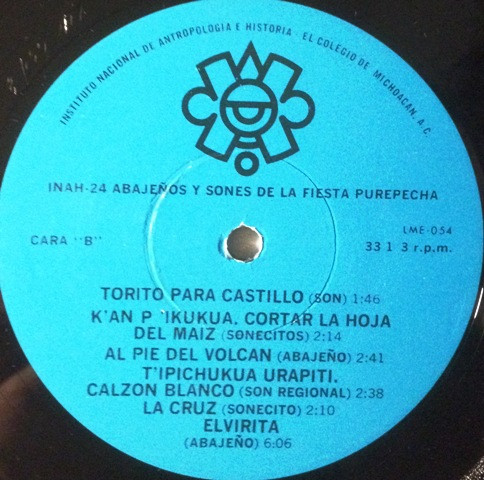 INSTITUTO NACIONAL DE ANTROPOLOGIA E HISTORIA - EL COLEGIO DE MICHOACAN, A.C.
INAH-24 ABAJEÑOS Y SONES DE LA FIESTA PUREPECHA
CARA "B"
LME-054
33 1 3 r.p.m.
TORITO PARA CASTILLO (SON) 1:46
K'AN P 'IKUKUA. CORTAR LA HOJA
DEL MAIZ (SONECITOS) 2:14
AL PIE DEL VOLCAN (ABAJEÑO) 2:41
T'IPICHUKUA URAPITI.
CALZON BLANCO (SON REGIONAL) 2:38
LA CRUZ (SONECITO) 2:10
ELVIRITA
(ABAJEÑO) 6:06